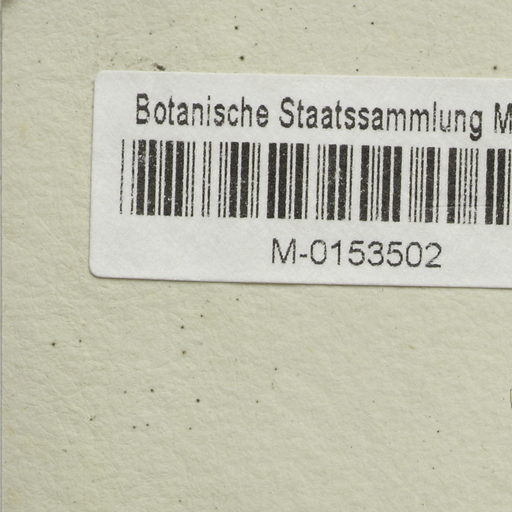 Botanische Staatssammlung M
M-0153502